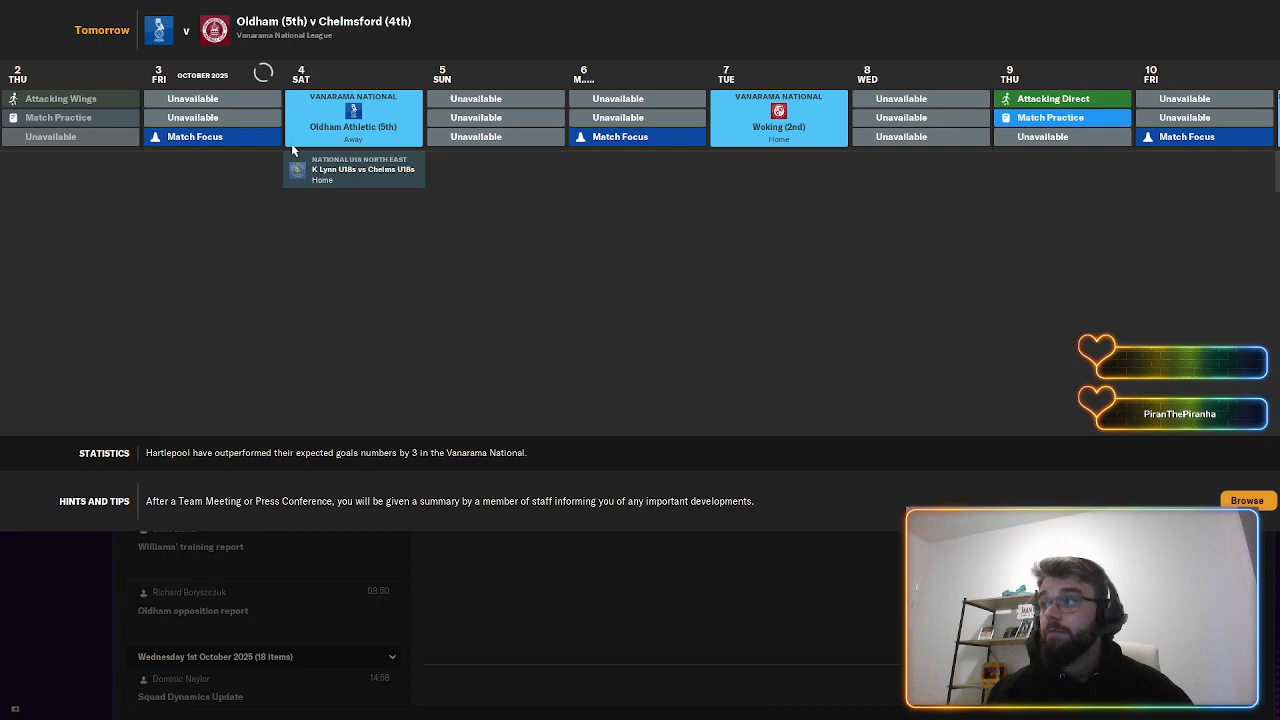 Tomorrow
v
Oldham (5th) v Chelmsford (4th)
Vanarama National League
2
THU
3
FRI
OCTOBER 2025
4
SAT
5
SUN
6
M.....
7
TUE
8
WED
9
THU
10
FRI
Attacking Wings
Match Practice
Unavailable
Unavailable
Unavailable
Match Focus
VANARAMA NATIONAL
Oldham Athletic (5th)
Away
NATIONAL U18 NORTH EAST
K Lynn U18s vs Chelms U18s
Home
Unavailable
Unavailable
Unavailable
Unavailable
Unavailable
Match Focus
VANARAMA NATIONAL
Woking (2nd)
Home
Unavailable
Unavailable
Unavailable
Attacking Direct
Match Practice
Unavailable
Unavailable
Unavailable
Match Focus
PiranThePiranha
STATISTICS
Hartlepool have outperformed their expected goals numbers by 3 in the Vanarama National.
HINTS AND TIPS
After a Team Meeting or Press Conference, you will be given a summary by a member of staff informing you of any important developments.
Browse
Williams' training report
Richard Boryszczuk
08:50
Oldham opposition report
Wednesday 1st October 2025 (18 items)
Dominic Naylor
14:58
Squad Dynamics Update